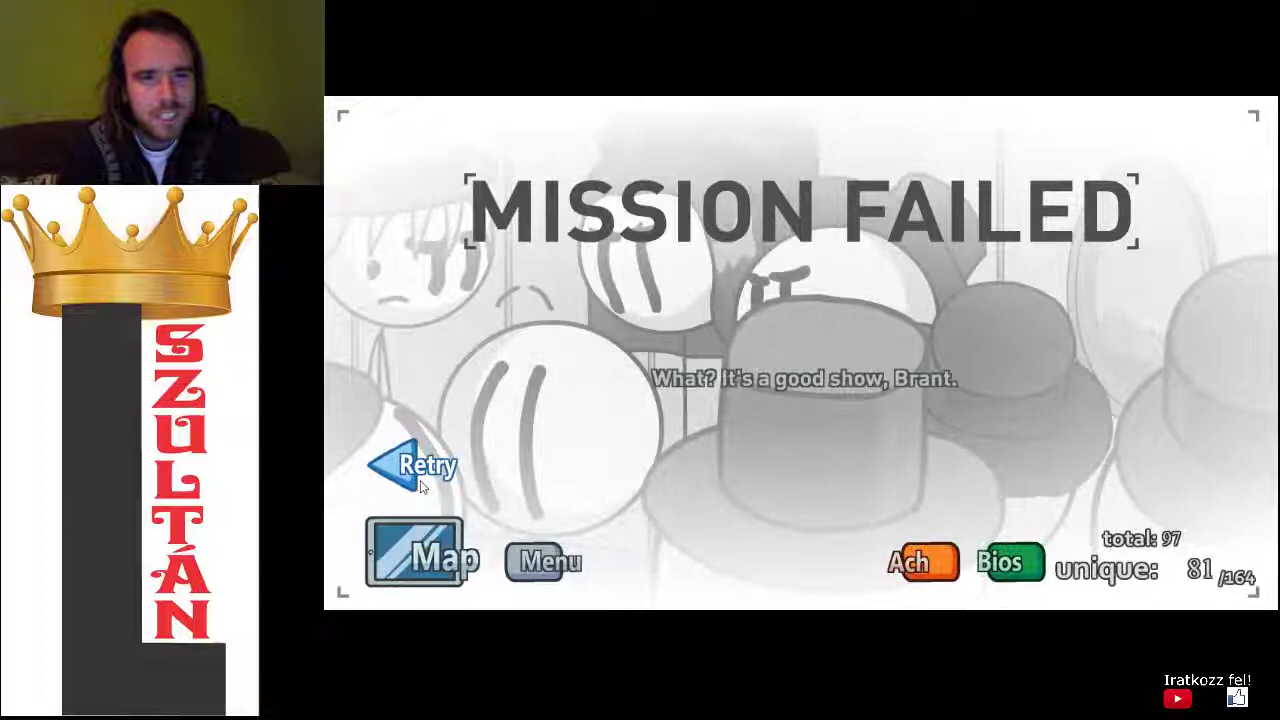 L
SZULTÁN
MISSION FAILED
What? It's a good show, Brant.
Retry
Map
Menu
Ach
Bios
total: 97
unique: 81 /164
Iratkozz fel!